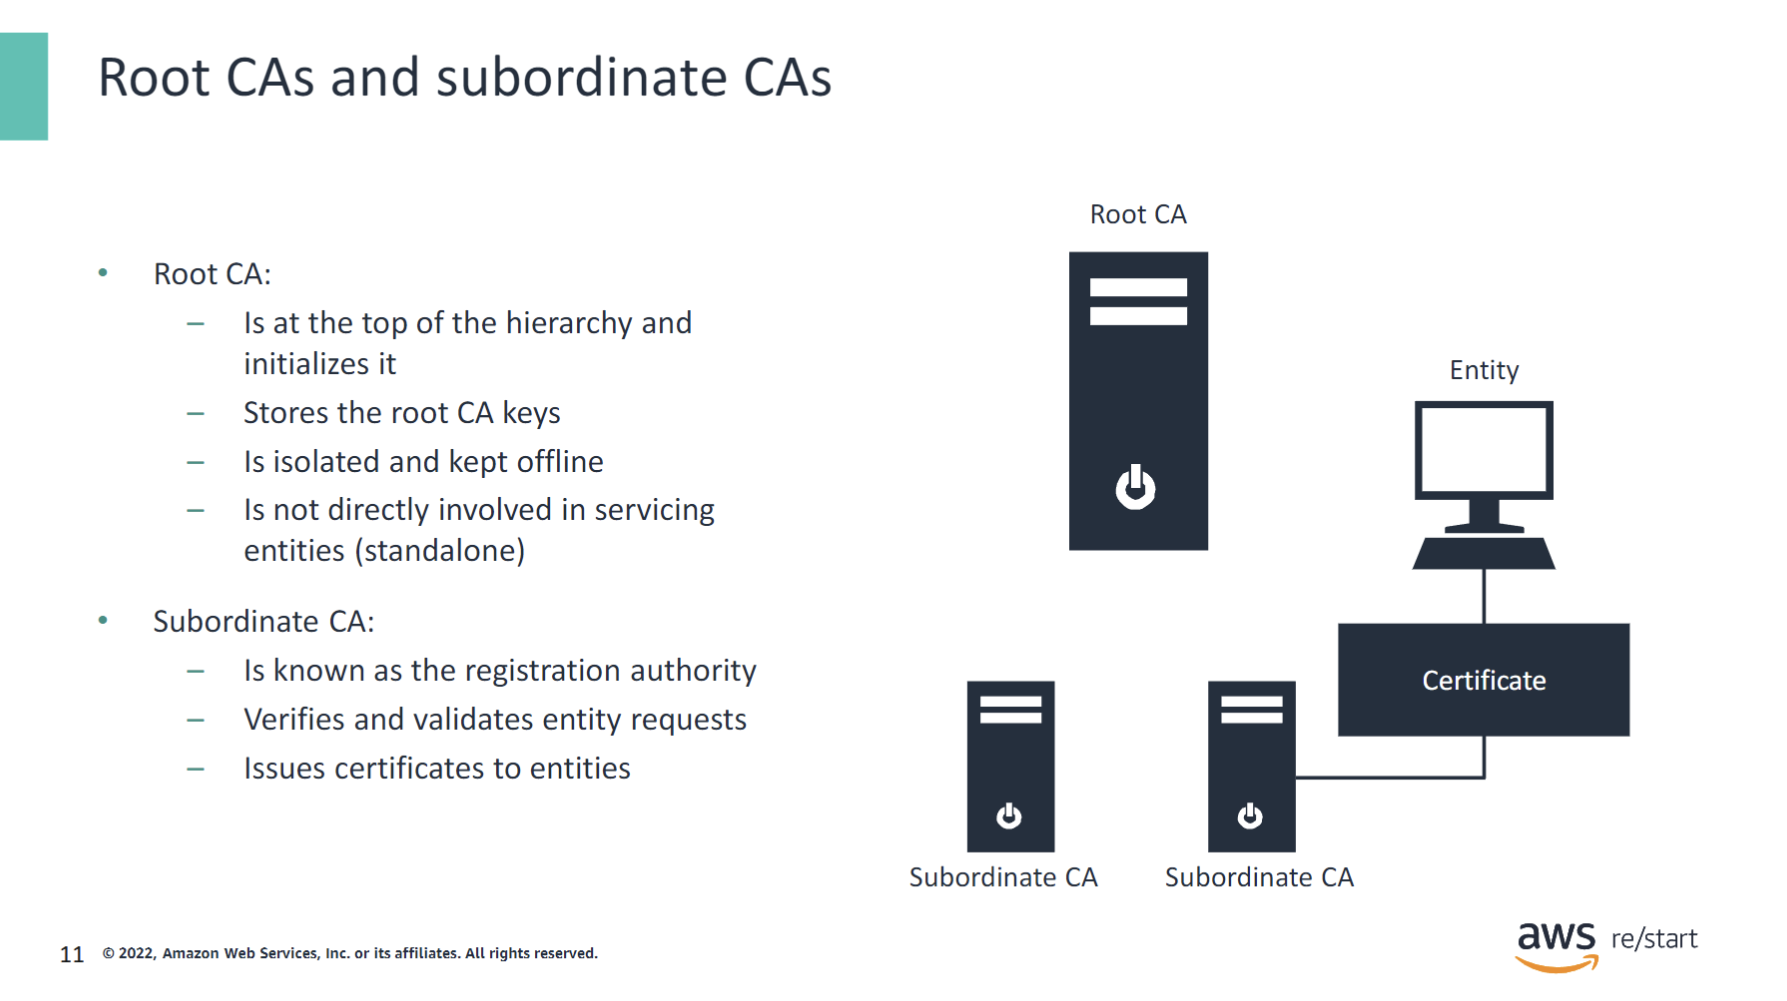 Root CAs and subordinate CAs
• Root CA:
– Is at the top of the hierarchy and
initializes it
– Stores the root CA keys
– Is isolated and kept offline
– Is not directly involved in servicing
entities (standalone)
• Subordinate CA:
– Is known as the registration authority
– Verifies and validates entity requests
– Issues certificates to entities
Root CA
Entity
Certificate
Subordinate CA
Subordinate CA
11 © 2022, Amazon Web Services, Inc. or its affiliates. All rights reserved.
aws re/start